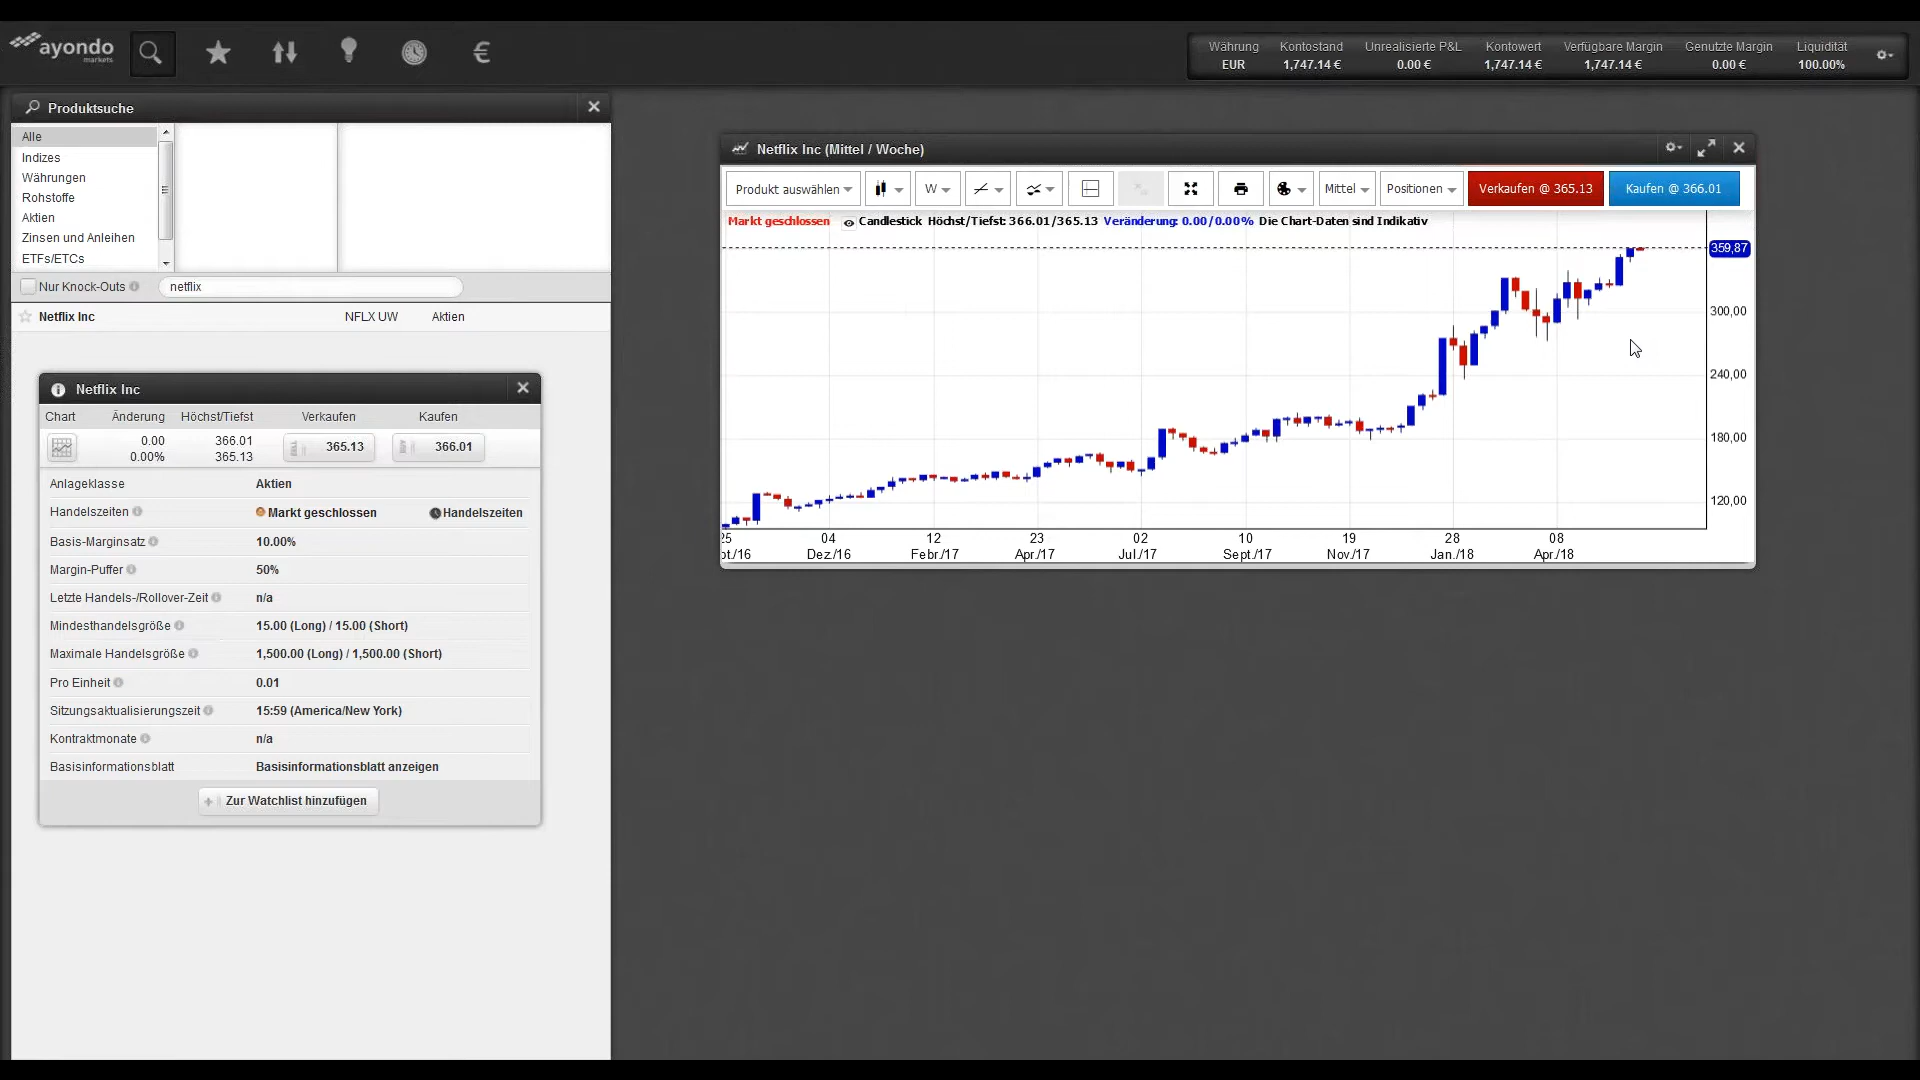 ayondo
markets
Währung
EUR
Kontostand
1,747.14 €
Unrealisierte P&L
0.00 €
Kontowert
1,747.14 €
Verfügbare Margin
1,747.14 €
Genutzte Margin
0.00 €
Liquidität
100.00%
Produktsuche
Alle
Indizes
Währungen
Rohstoffe
Aktien
Zinsen und Anleihen
ETFs/ETCs
Nur Knock-Outs
netflix
Netflix Inc NFLX UW Aktien
Netflix Inc
Chart Änderung Höchst/Tiefst Verkaufen Kaufen
0.00 366.01 365.13 366.01
0.00% 365.13
Anlageklasse Aktien
Handelszeiten Markt geschlossen Handelszeiten
Basis-Marginsatz 10.00%
Margin-Puffer 50%
Letzte Handels-/Rollover-Zeit n/a
Mindesthandelsgröße 15.00 (Long) / 15.00 (Short)
Maximale Handelsgröße 1,500.00 (Long) / 1,500.00 (Short)
Pro Einheit 0.01
Sitzungsaktualisierungszeit 15:59 (America/New York)
Kontraktmonate n/a
Basisinformationsblatt Basisinformationsblatt anzeigen
Zur Watchlist hinzufügen
Netflix Inc (Mittel / Woche)
Produkt auswählen W Mittel Positionen Verkaufen @ 365.13 Kaufen @ 366.01
Markt geschlossen Candlestick Höchst/Tiefst: 366.01/365.13 Veränderung: 0.00/0.00% Die Chart-Daten sind Indikativ
359,87
300,00
240,00
180,00
120,00
25 04 12 23 02 10 19 28 08
ot./16 Dez./16 Febr./17 Apr./17 Jul./17 Sept./17 Nov./17 Jan./18 Apr./18